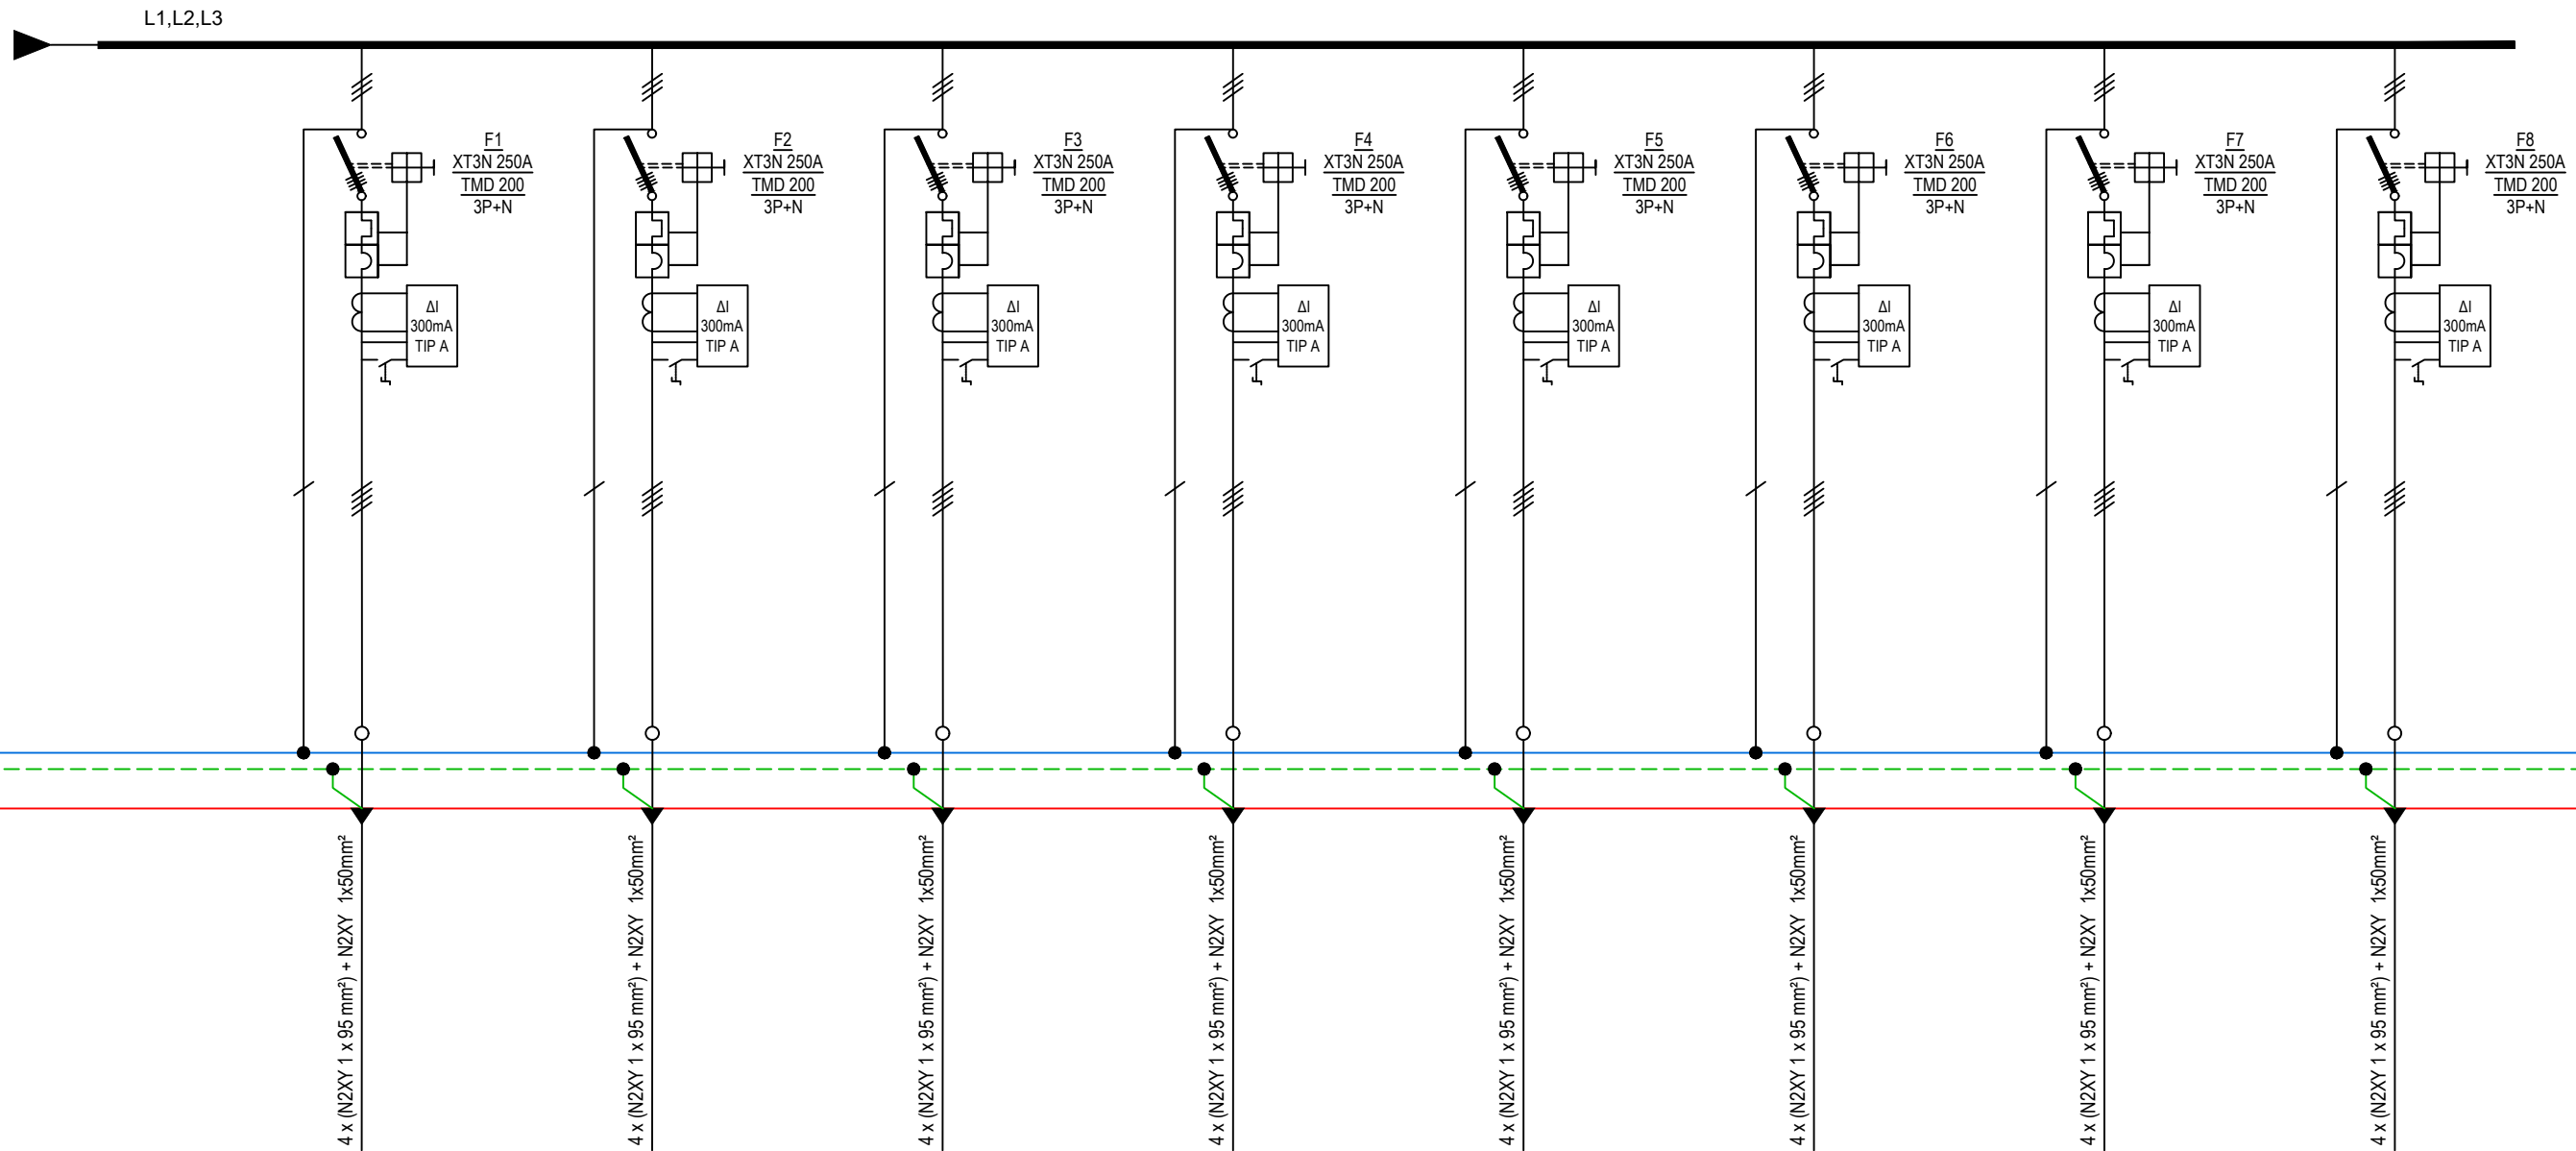 L1,L2,L3
F1
XT3N 250A
TMD 200
3P+N
F2
XT3N 250A
TMD 200
3P+N
F3
XT3N 250A
TMD 200
3P+N
F4
XT3N 250A
TMD 200
3P+N
F5
XT3N 250A
TMD 200
3P+N
F6
XT3N 250A
TMD 200
3P+N
F7
XT3N 250A
TMD 200
3P+N
F8
XT3N 250A
TMD 200
3P+N
ΔI
300mA
TIP A
ΔI
300mA
TIP A
ΔI
300mA
TIP A
ΔI
300mA
TIP A
ΔI
300mA
TIP A
ΔI
300mA
TIP A
ΔI
300mA
TIP A
ΔI
300mA
TIP A
4 x (N2XY 1 x 95 mm²) + N2XY 1x50mm²
4 x (N2XY 1 x 95 mm²) + N2XY 1x50mm²
4 x (N2XY 1 x 95 mm²) + N2XY 1x50mm²
4 x (N2XY 1 x 95 mm²) + N2XY 1x50mm²
4 x (N2XY 1 x 95 mm²) + N2XY 1x50mm²
4 x (N2XY 1 x 95 mm²) + N2XY 1x50mm²
4 x (N2XY 1 x 95 mm²) + N2XY 1x50mm²
4 x (N2XY 1 x 95 mm²) + N2XY 1x50mm²